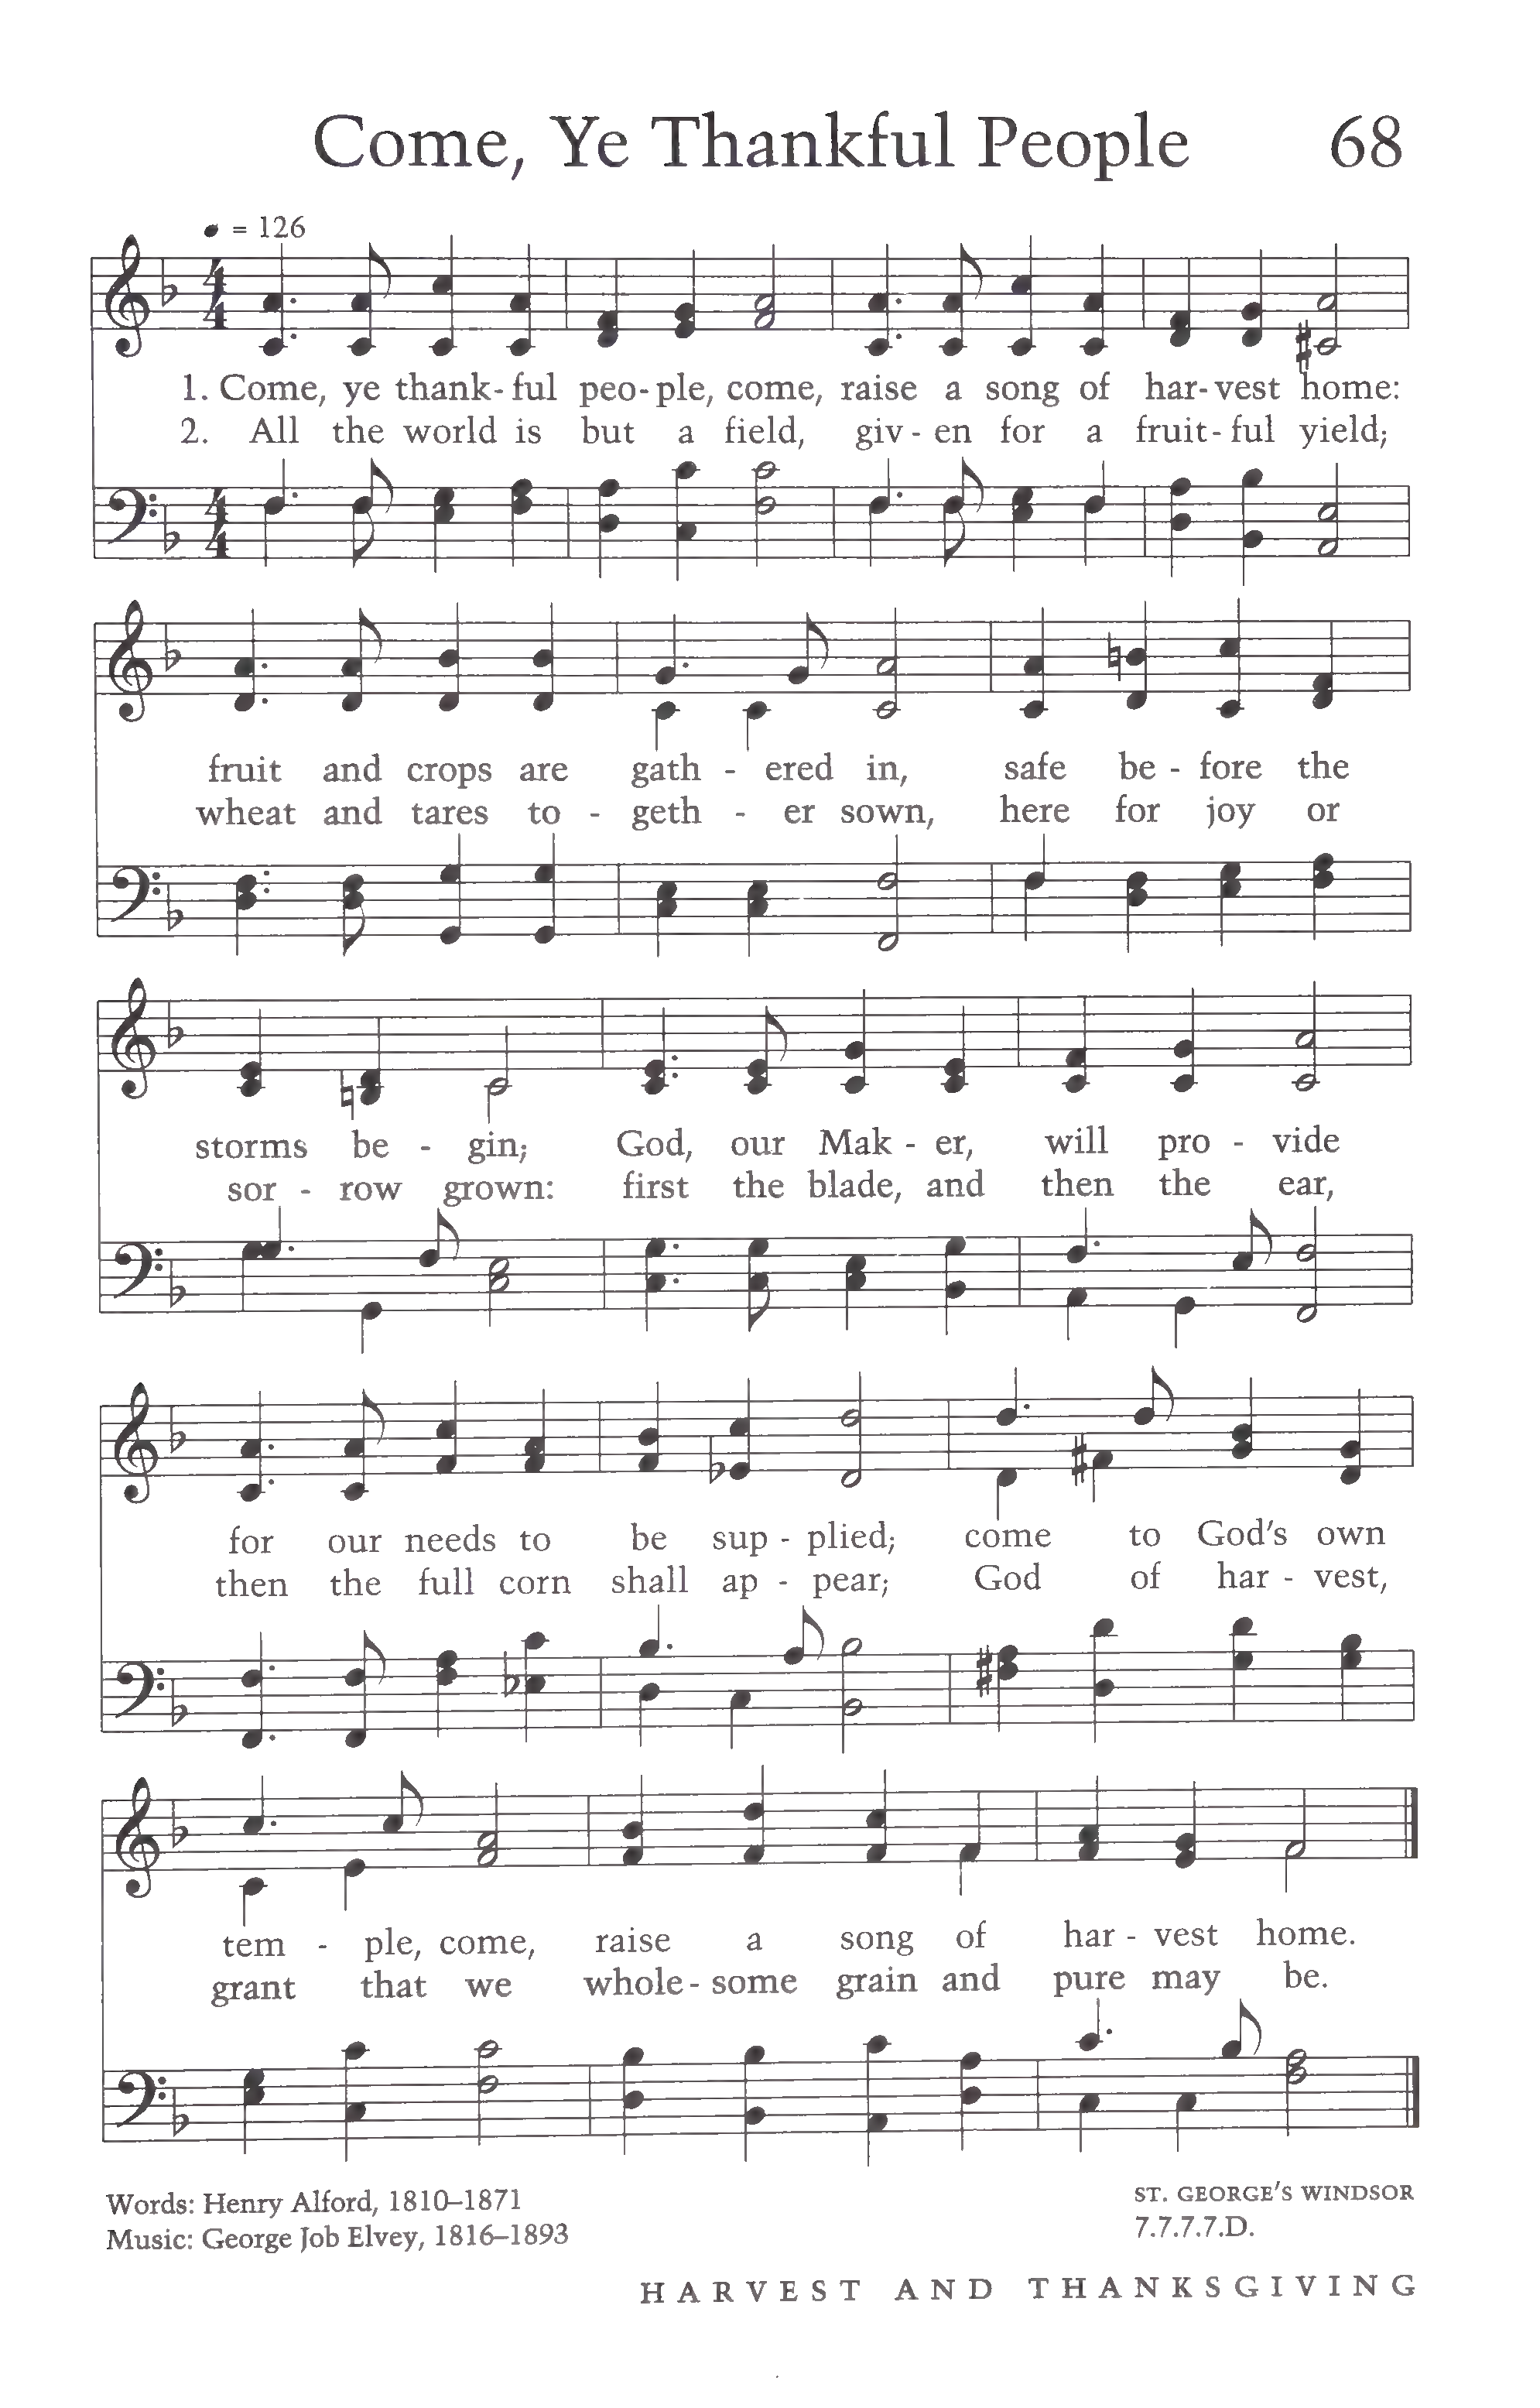 Come, Ye Thankful People 68
= 126
1. Come, ye thank-ful peo-ple, come, raise a song of har-vest home:
2. All the world is but a field, giv-en for a fruit-ful yield;
fruit and crops are gath - ered in, safe be - fore the
wheat and tares to - geth - er sown, here for joy or
storms be - gin; God, our Mak - er, will pro - vide
sor - row grown: first the blade, and then the ear,
for our needs to be sup - plied; come to God's own
then the full corn shall ap - pear; God of har - vest,
tem - ple, come, raise a song of har - vest home.
grant that we whole - some grain and pure may be.
Words: Henry Alford, 1810–1871
Music: George Job Elvey, 1816–1893
ST. GEORGE'S WINDSOR
7.7.7.7.D.
HARVEST AND THANKSGIVING